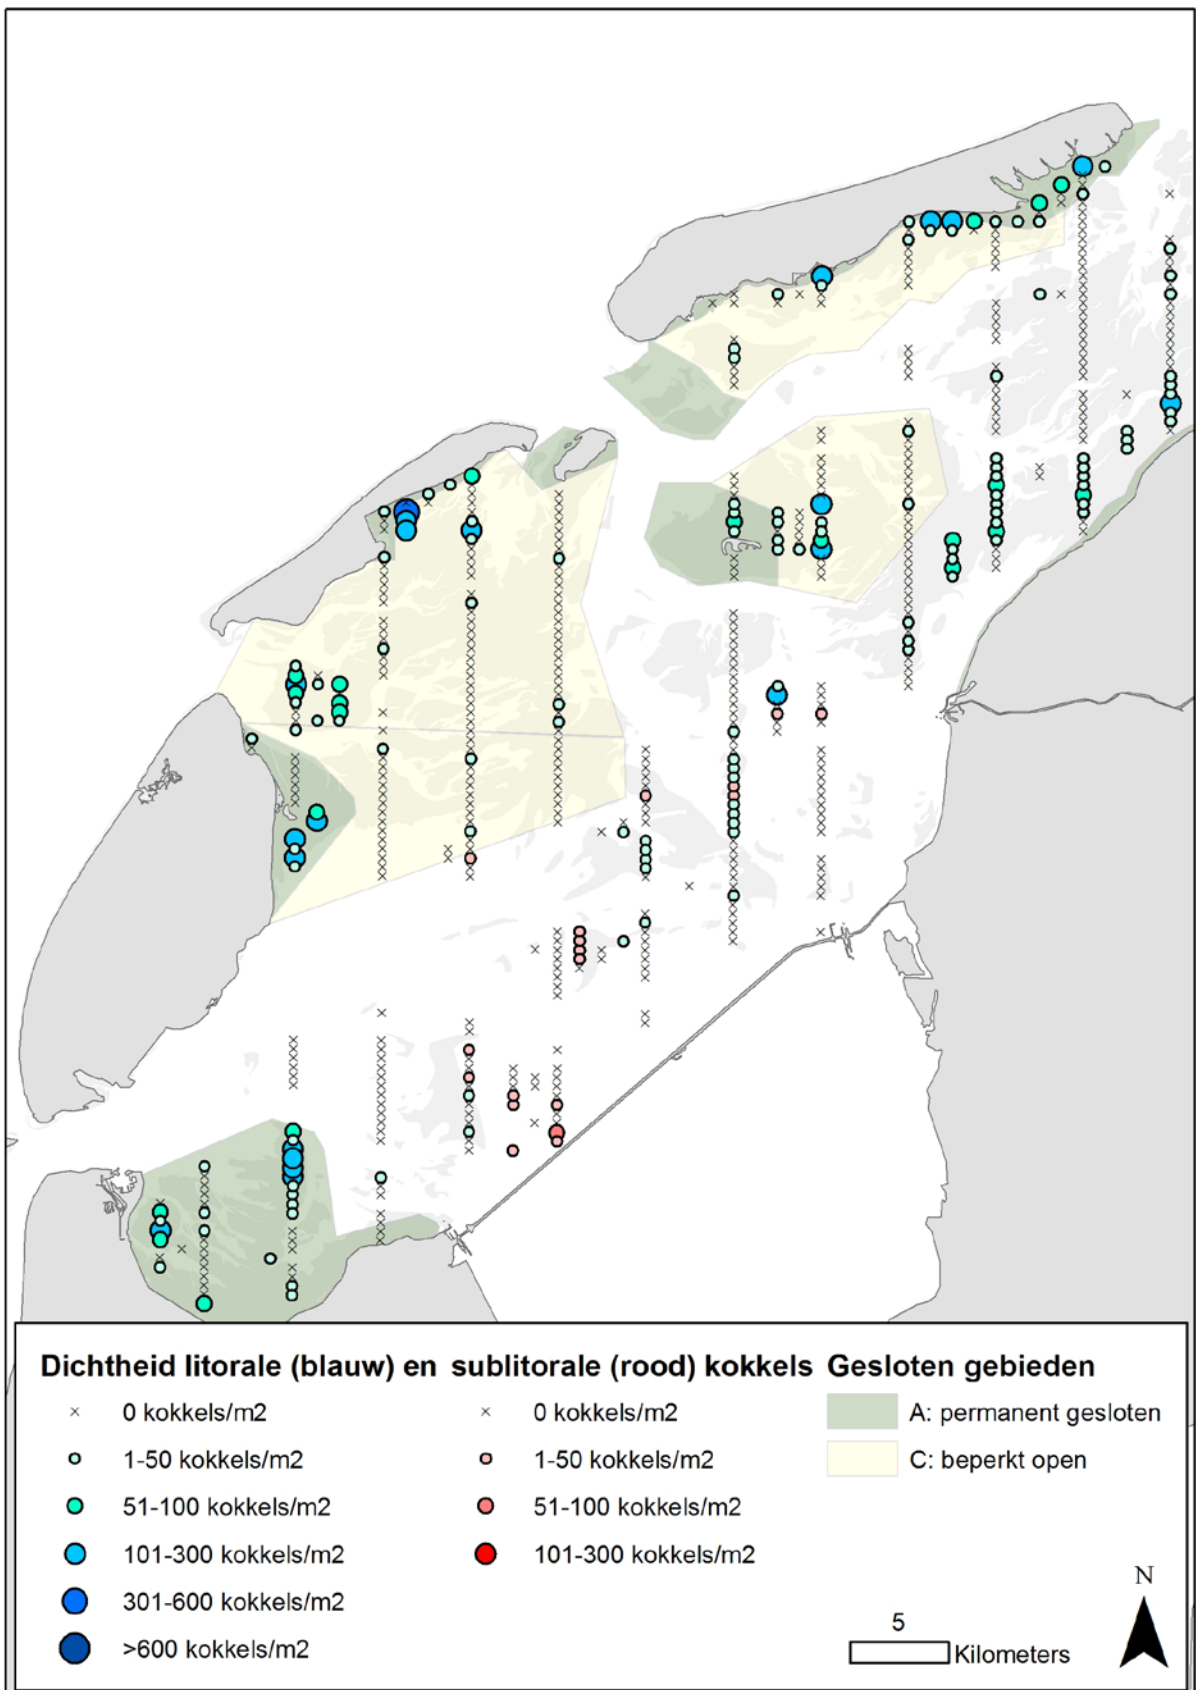 Dichtheid litorale (blauw) en sublitorale (rood) kokkels Gesloten gebieden
0 kokkels/m2 0 kokkels/m2 A: permanent gesloten
1-50 kokkels/m2 1-50 kokkels/m2 C: beperkt open
51-100 kokkels/m2 51-100 kokkels/m2
101-300 kokkels/m2 101-300 kokkels/m2
301-600 kokkels/m2
>600 kokkels/m2
N
5
Kilometers